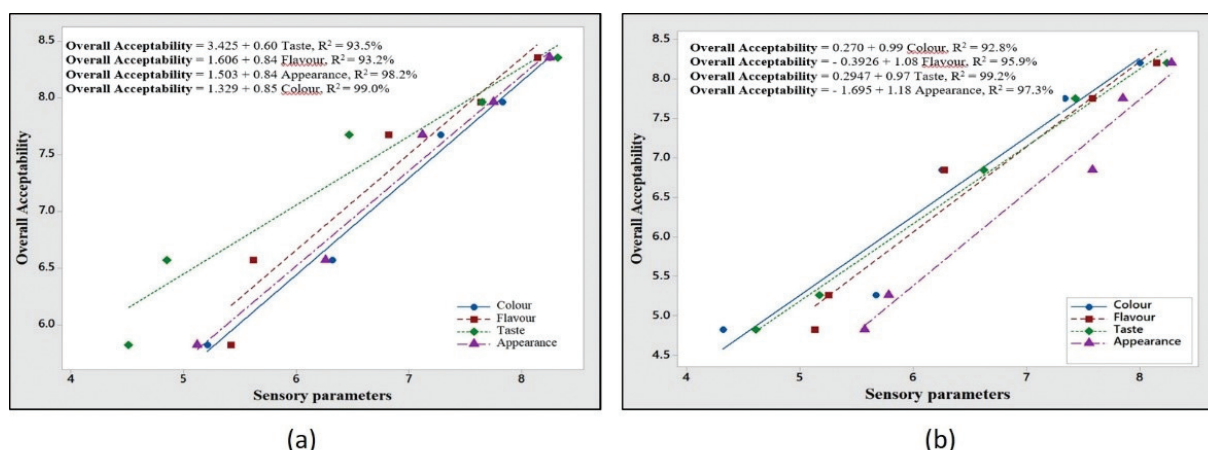 Overall Acceptability = 3.425 + 0.60 Taste, R² = 93.5%
Overall Acceptability = 1.606 + 0.84 Flavour, R² = 93.2%
Overall Acceptability = 1.503 + 0.84 Appearance, R² = 98.2%
Overall Acceptability = 1.329 + 0.85 Colour, R² = 99.0%
Overall Acceptability
8.5
8.0
7.5
7.0
6.5
6.0
Colour
Flavour
Taste
Appearance
4 5 6 7 8
Sensory parameters
(a)
Overall Acceptability = 0.270 + 0.99 Colour, R² = 92.8%
Overall Acceptability = - 0.3926 + 1.08 Flavour, R² = 95.9%
Overall Acceptability = 0.2947 + 0.97 Taste, R² = 99.2%
Overall Acceptability = - 1.695 + 1.18 Appearance, R² = 97.3%
Overall Acceptability
8.5
8.0
7.5
7.0
6.5
6.0
5.5
5.0
4.5
Colour
Flavour
Taste
Appearance
4 5 6 7 8
Sensory parameters
(b)